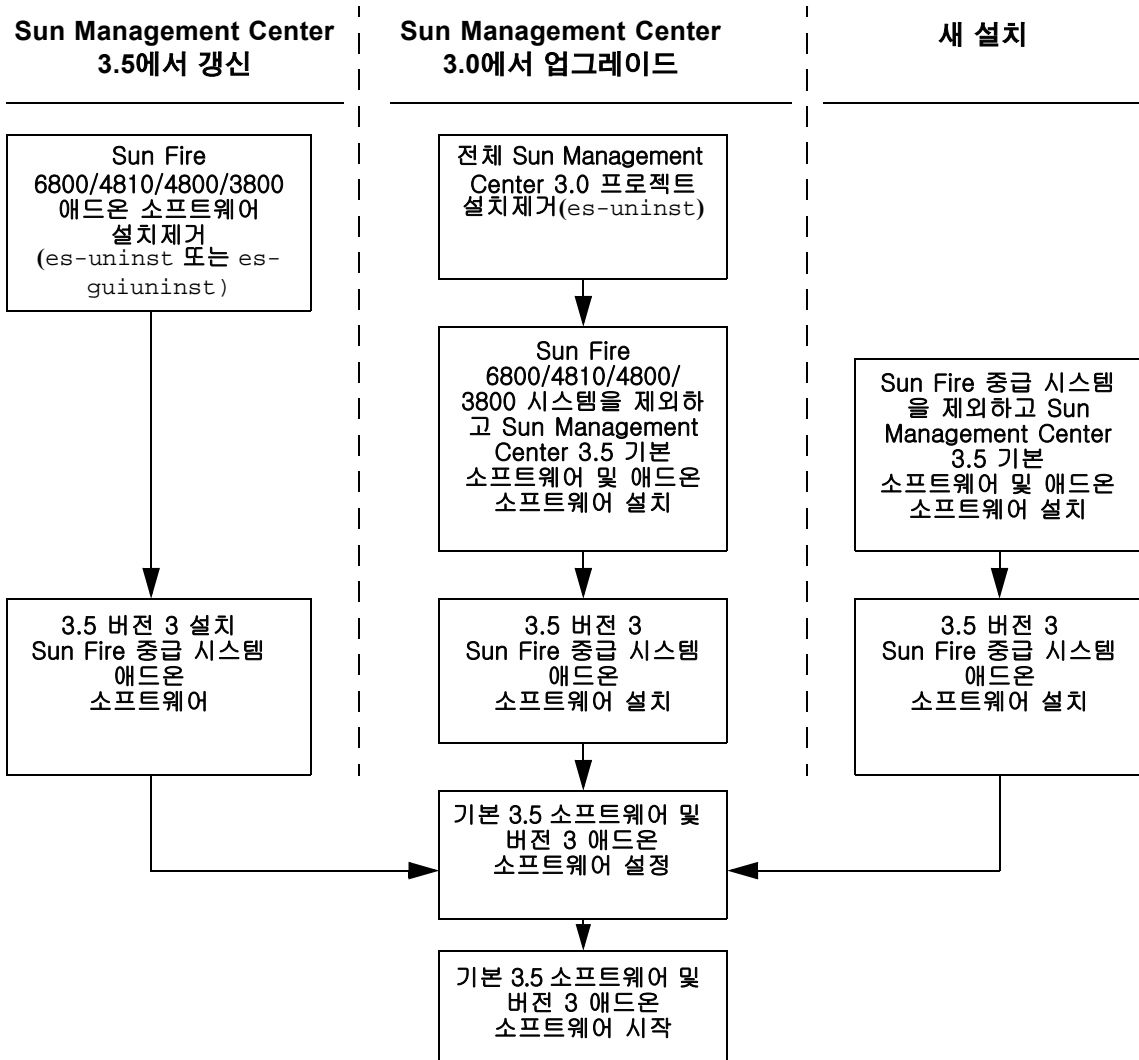 Sun Management Center
3.5에서 갱신
Sun Management Center
3.0에서 업그레이드
새 설치
Sun Fire
6800/4810/4800/3800
애드온 소프트웨어
설치제거
(es-uninst 또는 es-
guiuninst)
전체 Sun Management
Center 3.0 프로젝트
설치제거(es-uninst)
Sun Fire
6800/4810/4800/
3800 시스템을 제외하
고 Sun Management
Center 3.5 기본
소프트웨어 및 애드온
소프트웨어 설치
Sun Fire 중급 시스템
을 제외하고 Sun
Management Center
3.5 기본
소프트웨어 및 애드온
소프트웨어 설치
3.5 버전 3 설치
Sun Fire 중급 시스템
애드온
소프트웨어
3.5 버전 3
Sun Fire 중급 시스템
애드온
소프트웨어 설치
3.5 버전 3
Sun Fire 중급 시스템
애드온
소프트웨어 설치
기본 3.5 소프트웨어 및
버전 3 애드온
소프트웨어 설정
기본 3.5 소프트웨어 및
버전 3 애드온
소프트웨어 시작